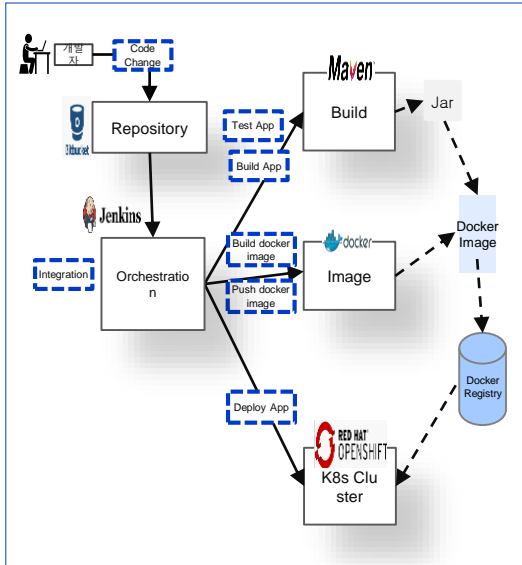 개발
자
Code
Change
Maven
Build
Jar
Bitbucket
Repository
Test App
Build App
Jenkins
Integration
Orchestratio
n
Build docker
image
Push docker
image
docker
Image
Docker
Image
Docker
Registry
Deploy App
RED HAT®
OPENSHIFT
K8s Clu
ster